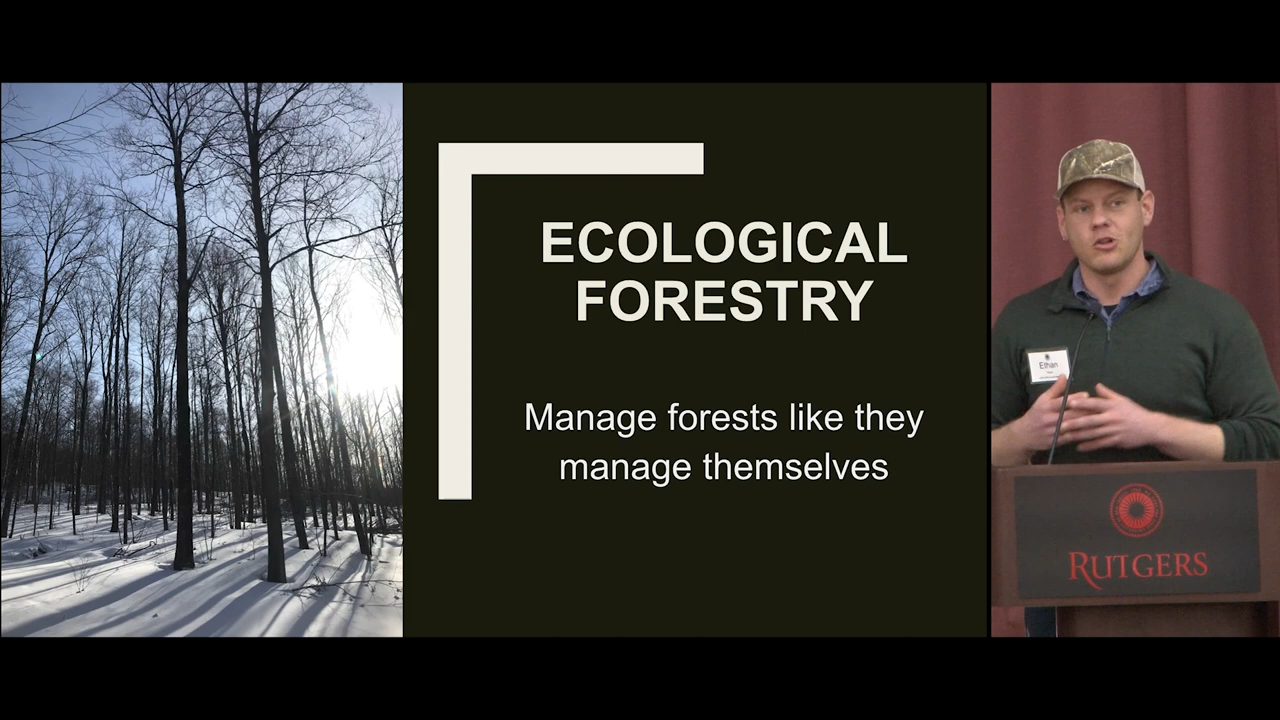 ECOLOGICAL
FORESTRY
Manage forests like they
manage themselves
Ethan
RUTGERS